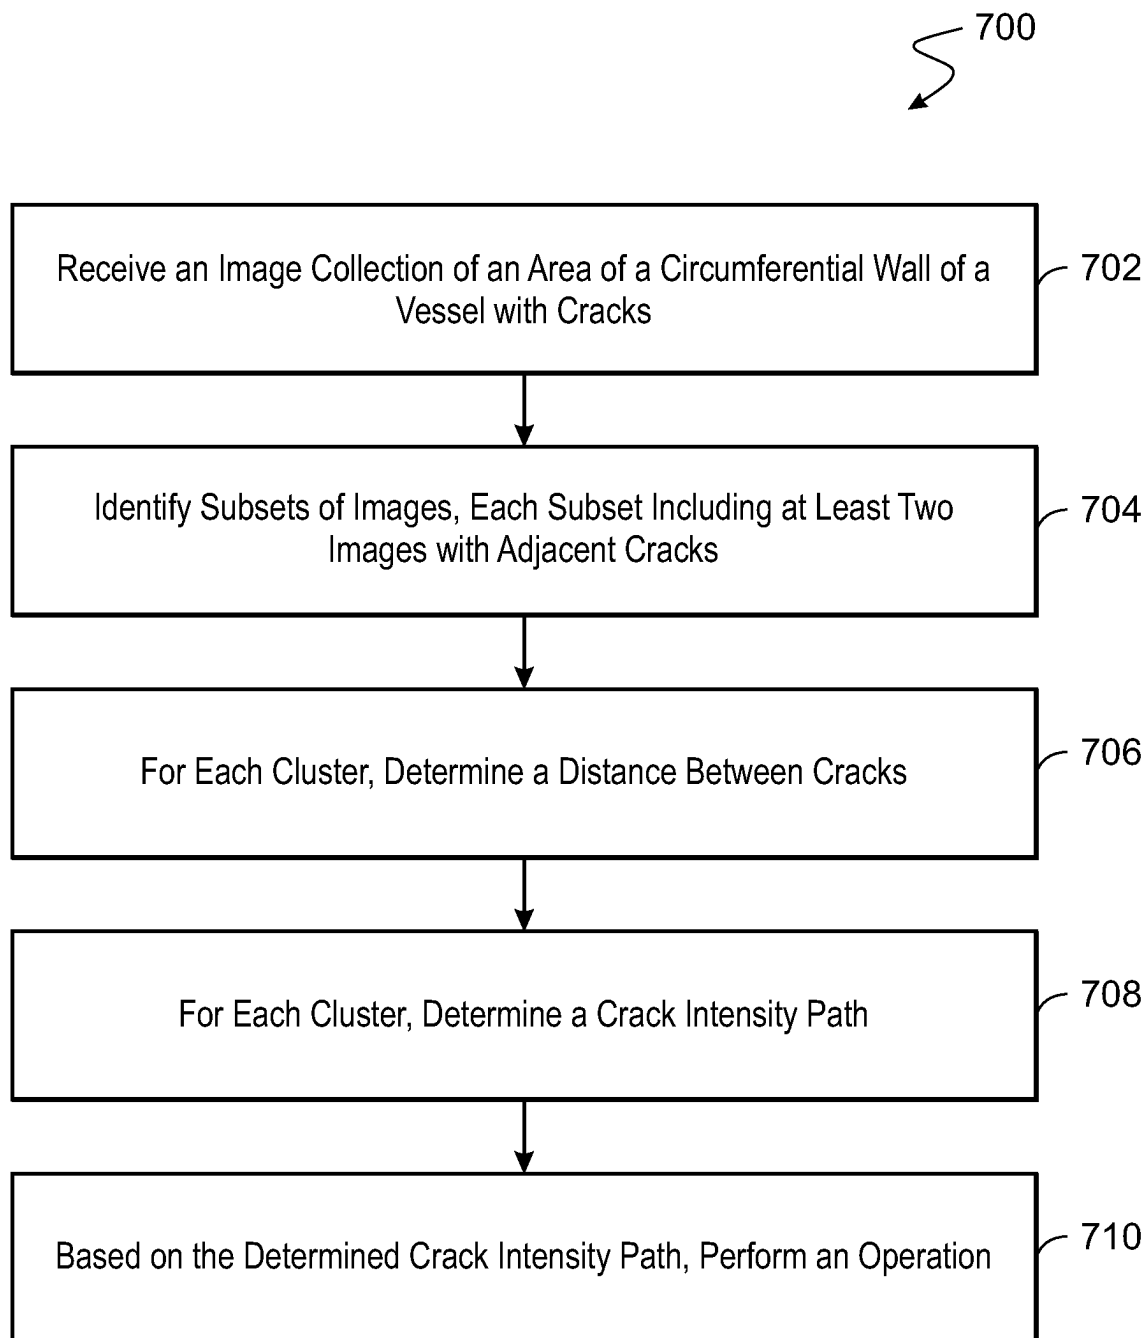 700
Receive an Image Collection of an Area of a Circumferential Wall of a
Vessel with Cracks
702
Identify Subsets of Images, Each Subset Including at Least Two
Images with Adjacent Cracks
704
For Each Cluster, Determine a Distance Between Cracks
706
For Each Cluster, Determine a Crack Intensity Path
708
Based on the Determined Crack Intensity Path, Perform an Operation
710